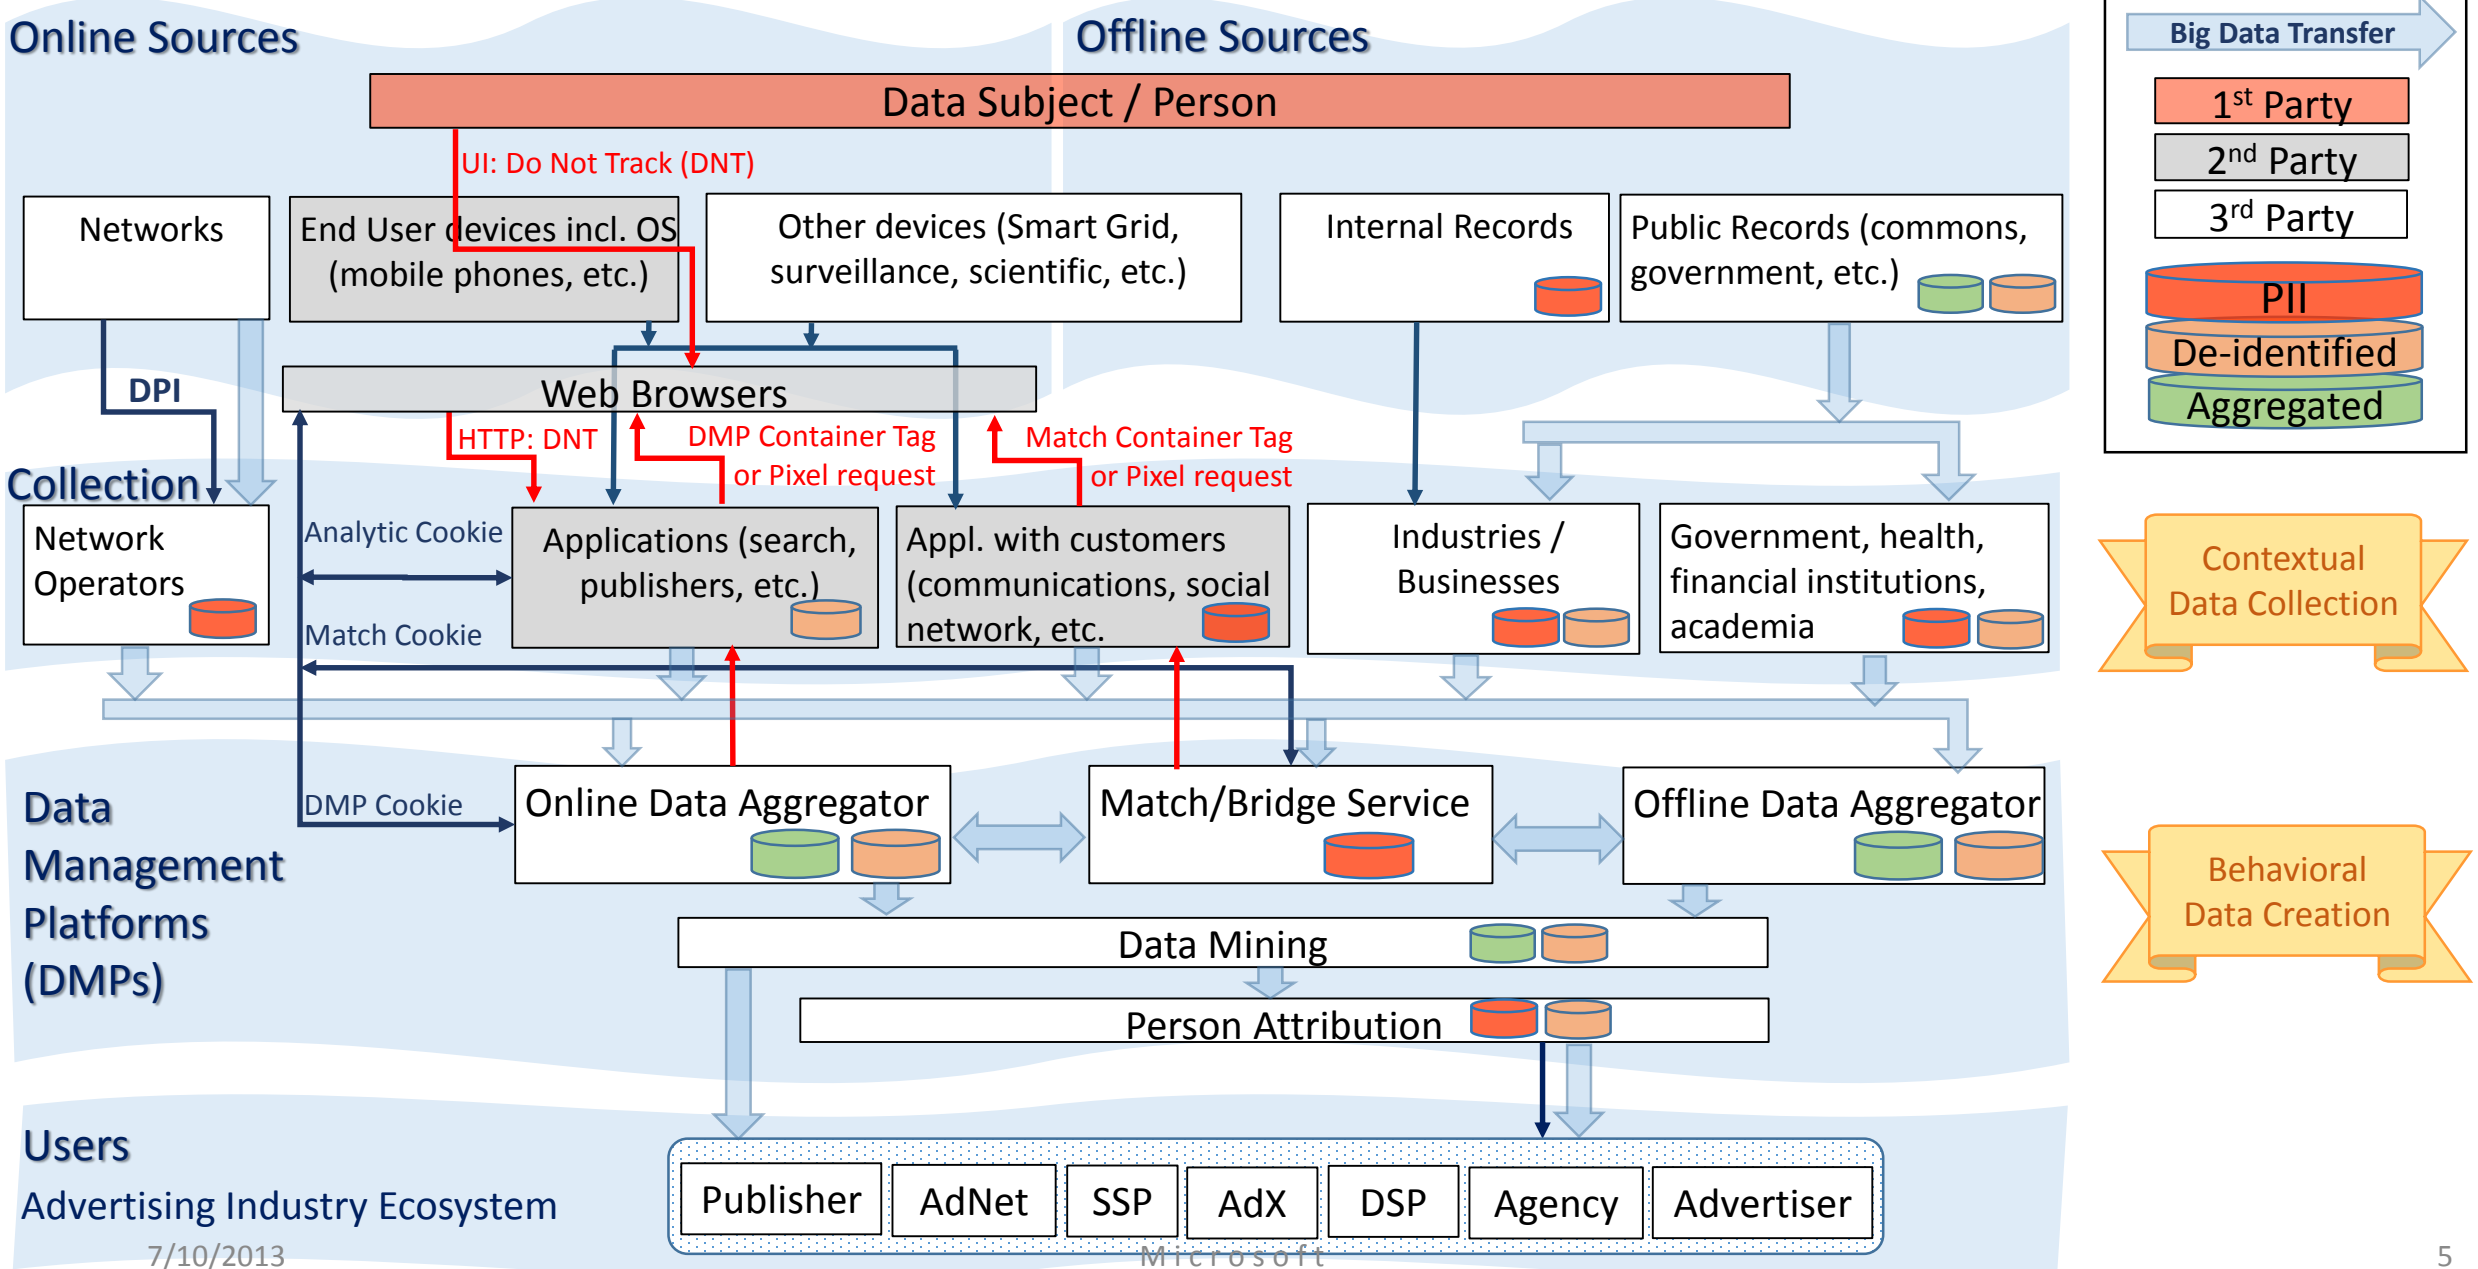 Online Sources
Offline Sources
Big Data Transfer
Data Subject / Person
1st Party
2nd Party
3rd Party
UI: Do Not Track (DNT)
Networks
End User devices incl. OS
(mobile phones, etc.)
Other devices (Smart Grid,
surveillance, scientific, etc.)
Internal Records
Public Records (commons,
government, etc.)
PII
De-identified
Aggregated
DPI
Web Browsers
HTTP: DNT
DMP Container Tag
or Pixel request
Match Container Tag
or Pixel request
Collection
Network
Operators
Analytic Cookie
Match Cookie
Applications (search,
publishers, etc.)
Appl. with customers
(communications, social
network, etc.
Industries /
Businesses
Government, health,
financial institutions,
academia
Contextual
Data Collection
Data
Management
Platforms
(DMPs)
DMP Cookie
Online Data Aggregator
Match/Bridge Service
Offline Data Aggregator
Behavioral
Data Creation
Data Mining
Person Attribution
Users
Advertising Industry Ecosystem
Publisher
AdNet
SSP
AdX
DSP
Agency
Advertiser
7/10/2013
Microsoft
5